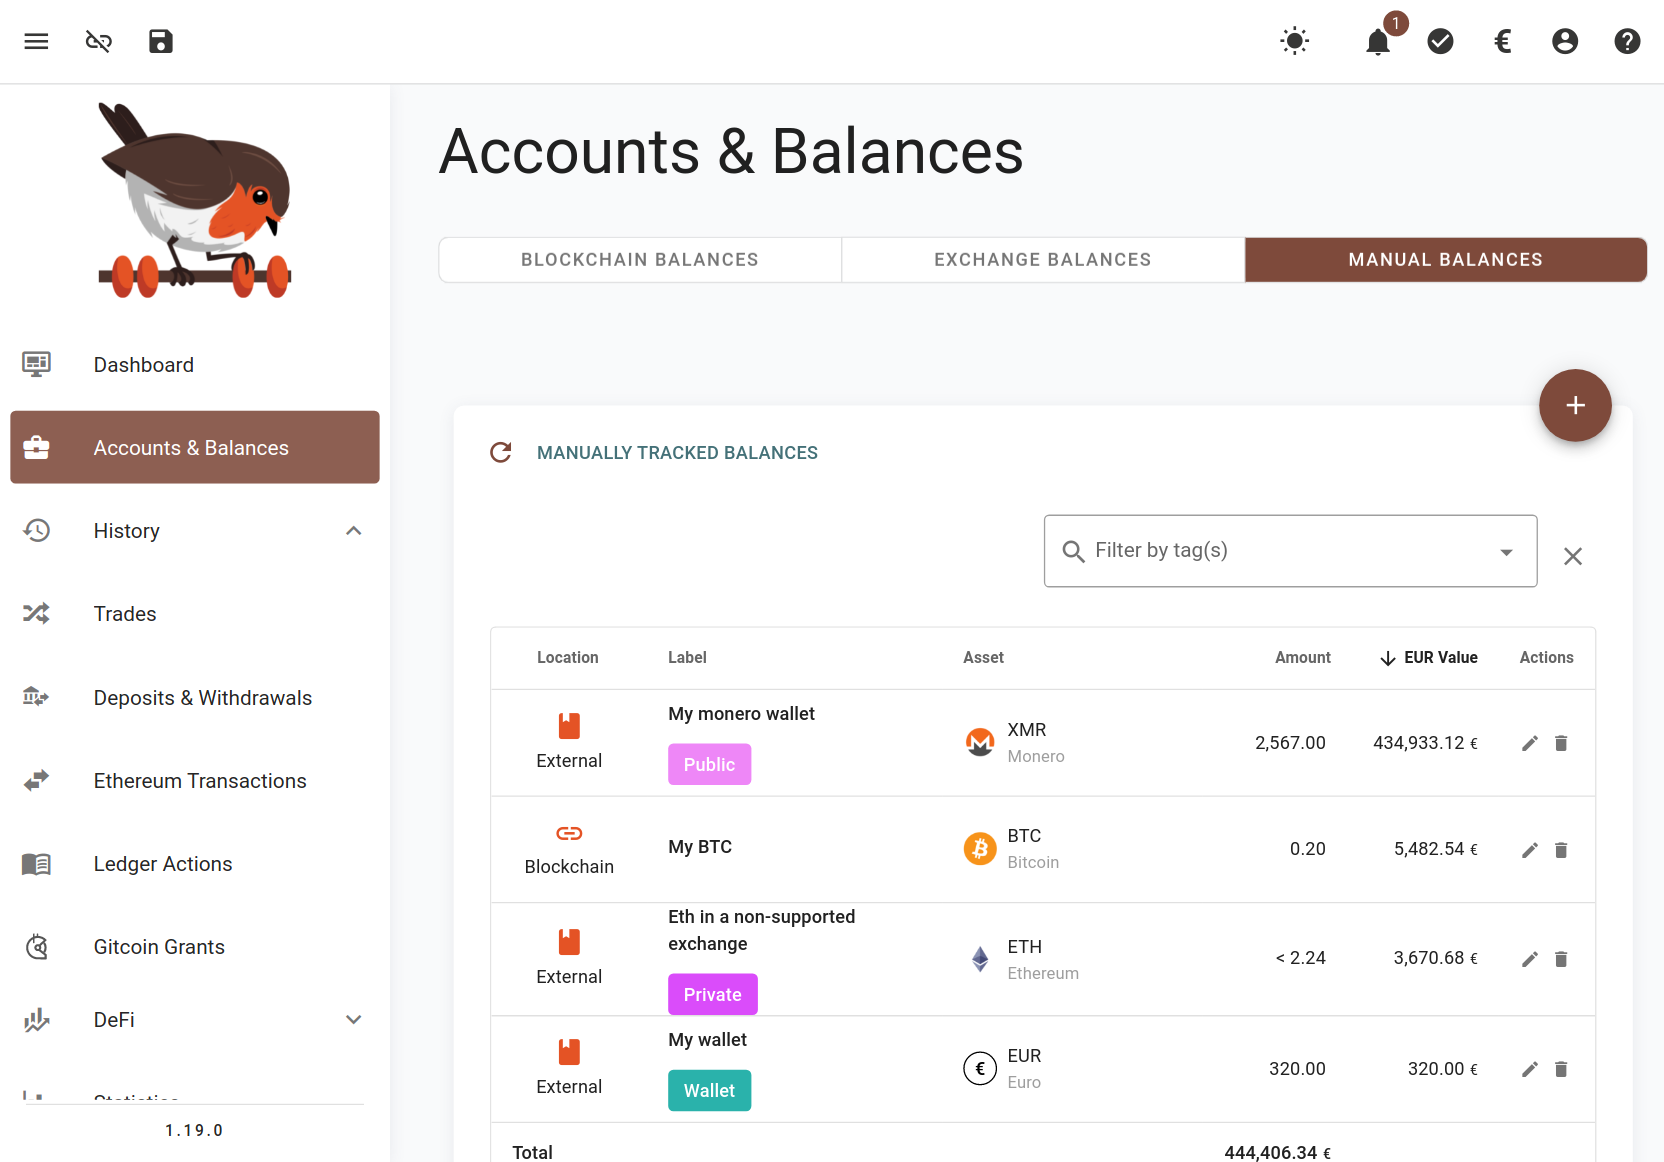 1
Accounts & Balances
BLOCKCHAIN BALANCES
EXCHANGE BALANCES
MANUAL BALANCES
Dashboard
Accounts & Balances
History
Trades
Deposits & Withdrawals
Ethereum Transactions
Ledger Actions
Gitcoin Grants
DeFi
Statistics
1.19.0
MANUALLY TRACKED BALANCES
Filter by tag(s)
Location Label Asset Amount EUR Value Actions
External
My monero wallet
Public
XMR
Monero
2,567.00
434,933.12 €
Blockchain
My BTC
BTC
Bitcoin
0.20
5,482.54 €
External
Eth in a non-supported
exchange
Private
ETH
Ethereum
< 2.24
3,670.68 €
External
My wallet
Wallet
€
EUR
Euro
320.00
320.00 €
Total 444,406.34 €